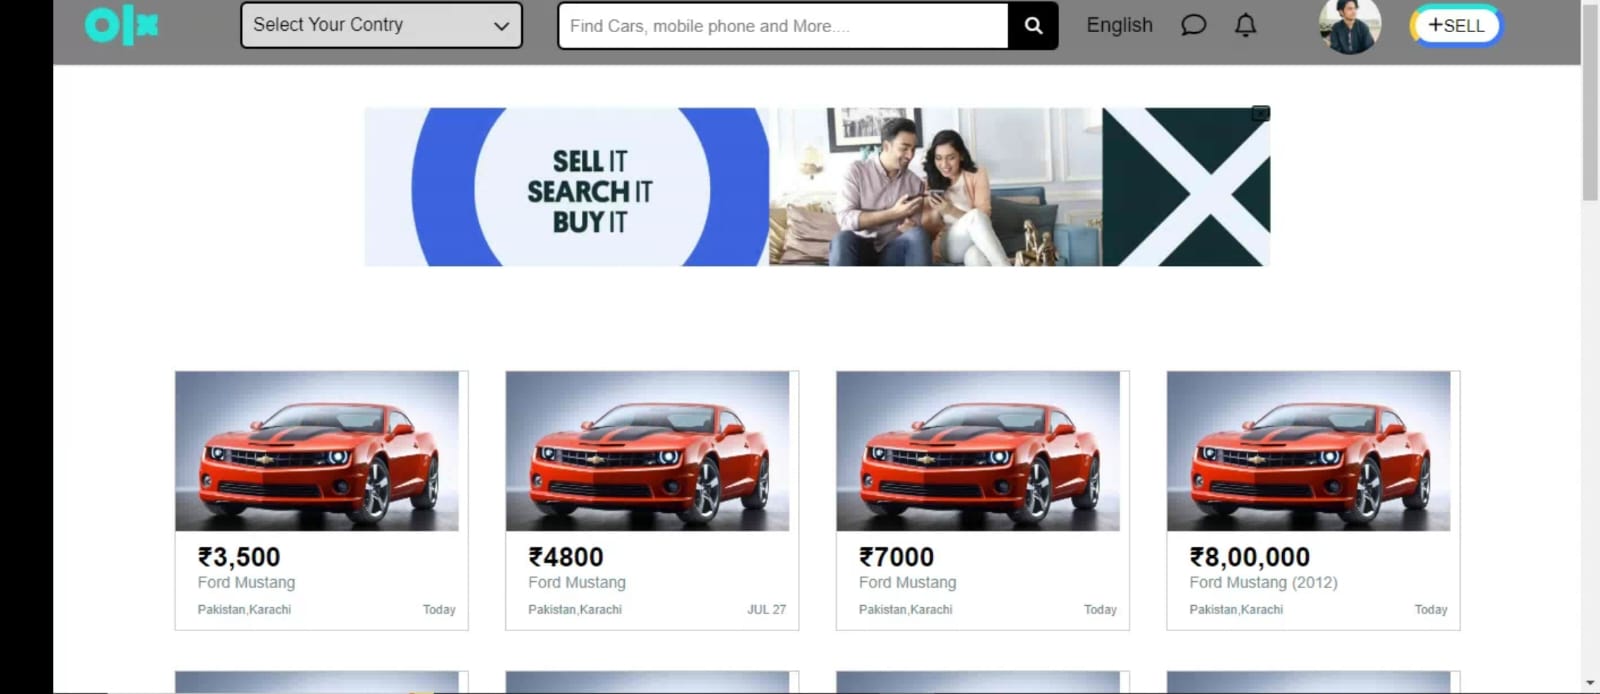 olx
Select Your Contry
Find Cars, mobile phone and More....
English
+SELL
SELL IT
SEARCH IT
BUY IT
₹3,500
Ford Mustang
Pakistan,Karachi Today
₹4800
Ford Mustang
Pakistan,Karachi JUL 27
₹7000
Ford Mustang
Pakistan,Karachi Today
₹8,00,000
Ford Mustang (2012)
Pakistan,Karachi Today